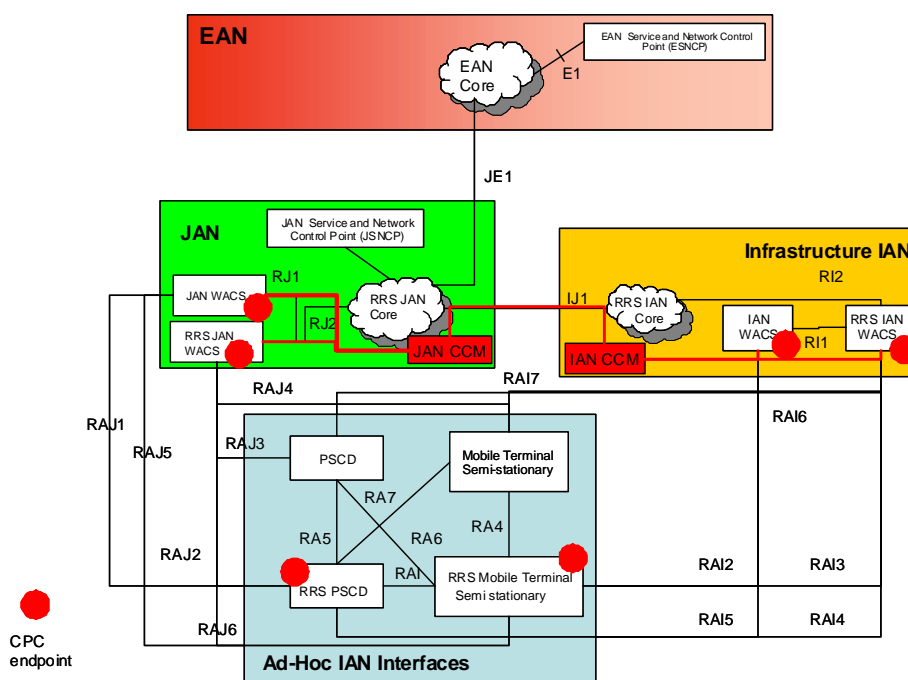 EAN
EAN Service and Network Control
Point (ESNCP)
EAN
Core
E1
JE1
JAN
JAN Service and Network
Control Point (JSNCP)
Infrastructure IAN
RJ1
JAN WACS
RJ2
RRS JAN
Core
RRS JAN
WACS
JAN CCM
IJ1
RRS IAN
Core
RI2
IAN
WACS
RRS IAN
WACS
RI1
IAN CCM
RAJ4
RAI7
RAJ1
RAJ5
RAJ3
RAI6
PSCD
Mobile Terminal
Semi-stationary
RA7
RA4
RA5
RA6
RAJ2
RAI
RAI2
RAI3
RRS PSCD
RRS Mobile Terminal
Semi stationary
RAI5
RAI4
RAJ6
CPC
endpoint
Ad-Hoc IAN Interfaces